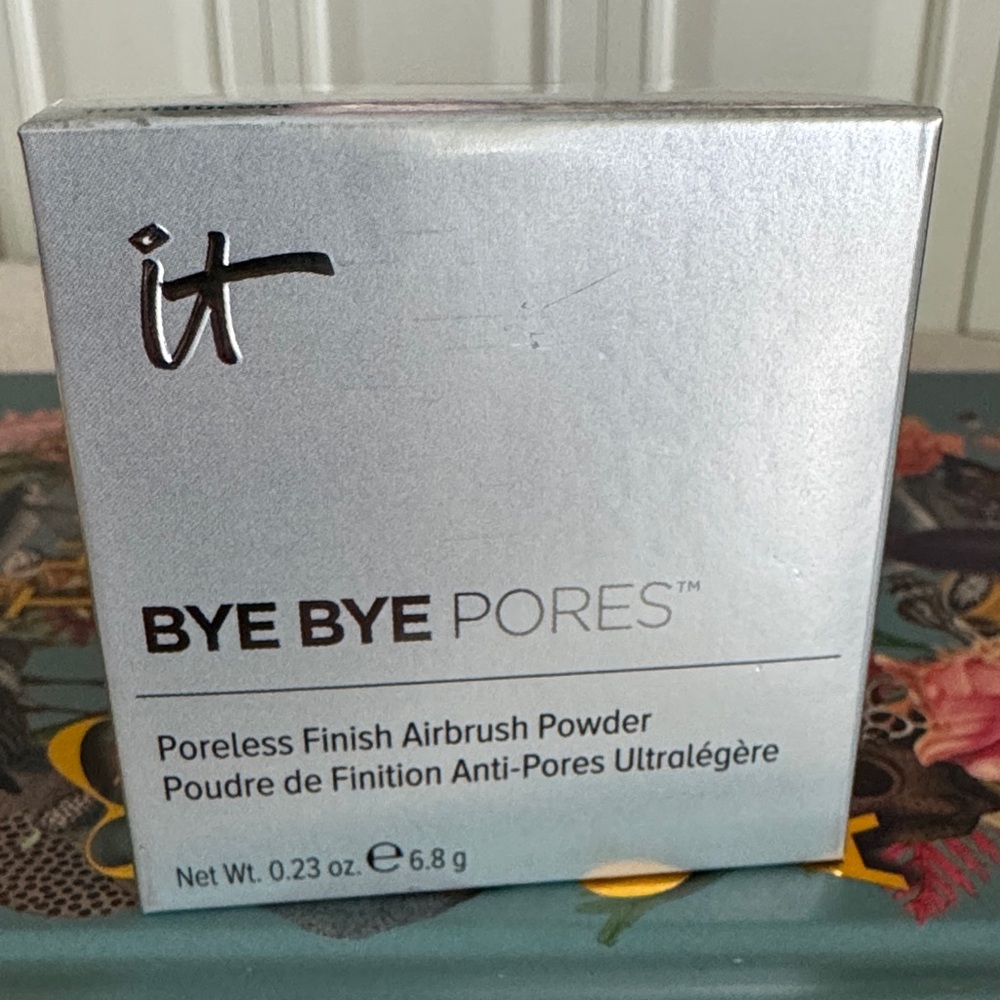 it
BYE BYE PORES™
Poreless Finish Airbrush Powder
Poudre de Finition Anti-Pores Ultralégère
Net Wt. 0.23 oz. ℮ 6.8 g